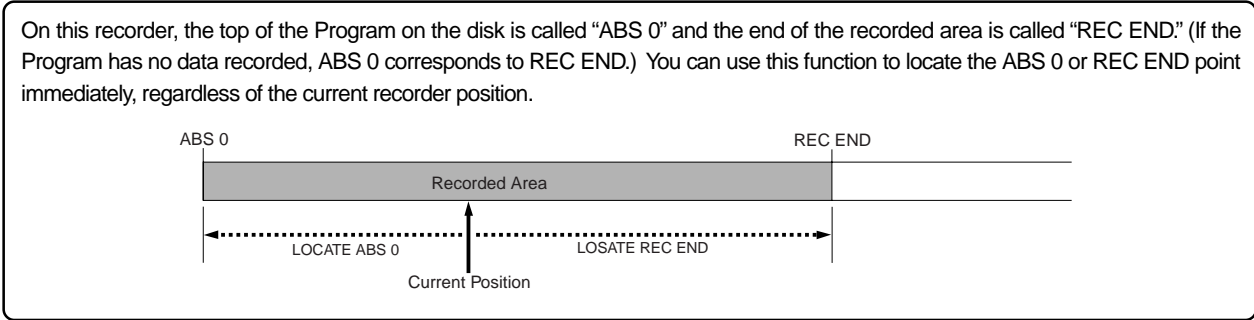 On this recorder, the top of the Program on the disk is called “ABS 0” and the end of the recorded area is called “REC END.” (If the
Program has no data recorded, ABS 0 corresponds to REC END.) You can use this function to locate the ABS 0 or REC END point
immediately, regardless of the current recorder position.
ABS 0 REC END
Recorded Area
LOCATE ABS 0 LOSATE REC END
Current Position